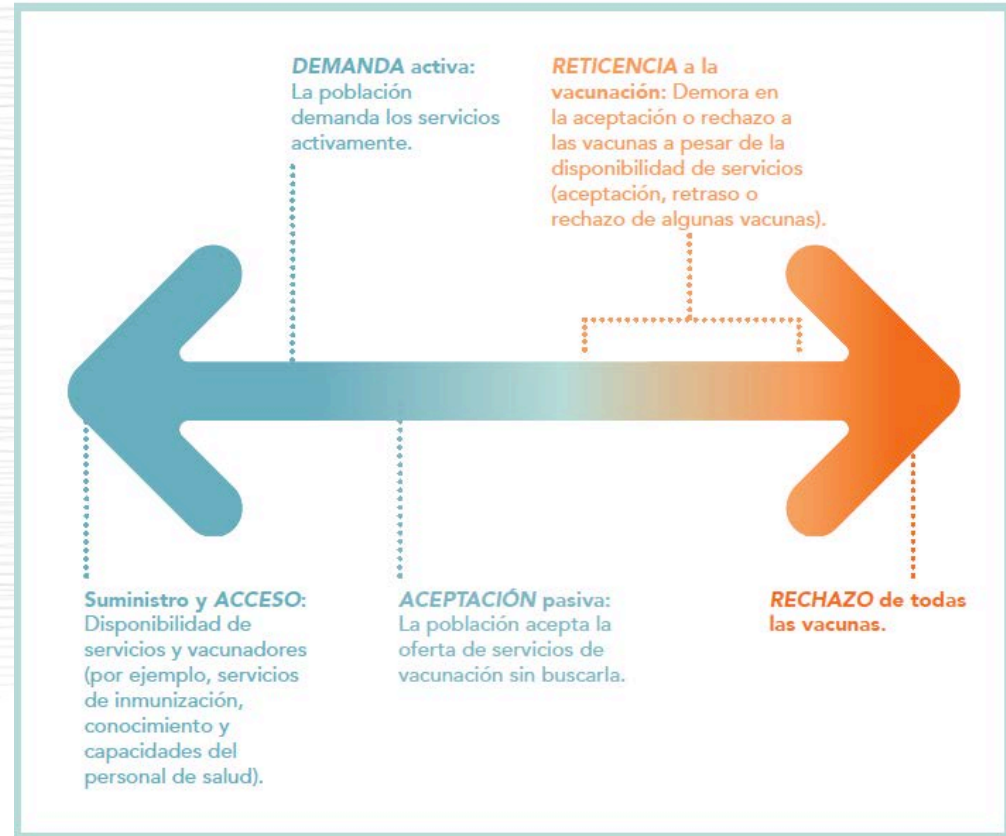 DEMANDA activa:
La población
demanda los servicios
activamente.
RETICENCIA a la
vacunación: Demora en
la aceptación o rechazo a
las vacunas a pesar de la
disponibilidad de servicios
(aceptación, retraso o
rechazo de algunas vacunas).
Suministro y ACCESO:
Disponibilidad de
servicios y vacunadores
(por ejemplo, servicios
de inmunización,
conocimiento y
capacidades del
personal de salud).
ACEPTACIÓN pasiva:
La población acepta la
oferta de servicios de
vacunación sin buscarla.
RECHAZO de todas
las vacunas.